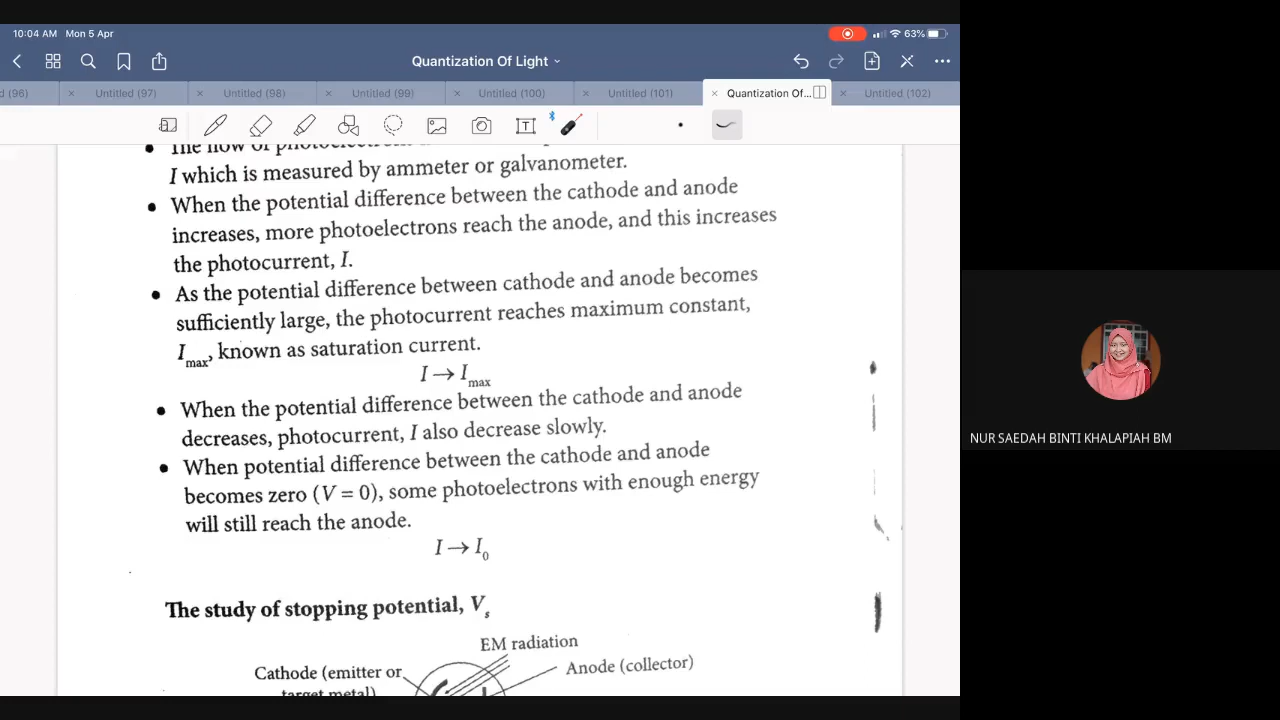 10:04 AM Mon 5 Apr
63%
Quantization Of Light
d (96)
Untitled (97)
Untitled (98)
Untitled (99)
Untitled (100)
Untitled (101)
Quantization Of...
Untitled (102)
I which is measured by ammeter or galvanometer.
• When the potential difference between the cathode and anode
increases, more photoelectrons reach the anode, and this increases
the photocurrent, I.
• As the potential difference between cathode and anode becomes
sufficiently large, the photocurrent reaches maximum constant,
Imax, known as saturation current.
I → Imax
• When the potential difference between the cathode and anode
decreases, photocurrent, I also decrease slowly.
• When potential difference between the cathode and anode
becomes zero (V = 0), some photoelectrons with enough energy
will still reach the anode.
I → I0
The study of stopping potential, Vs
EM radiation
Cathode (emitter or
target metal)
Anode (collector)
NUR SAEDAH BINTI KHALAPIAH BM